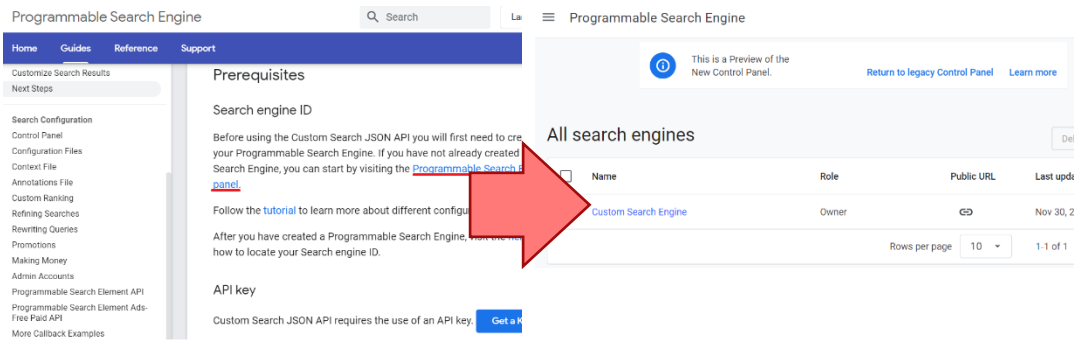 Programmable Search Engine
Search
Home Guides Reference Support
Customize Search Results
Next Steps
Search Configuration
Control Panel
Configuration Files
Context File
Annotations File
Custom Ranking
Refining Searches
Rewriting Queries
Promotions
Making Money
Admin Accounts
Programmable Search Element API
Programmable Search Element Ads-
Free Paid API
More Callback Examples
Prerequisites
Search engine ID
Before using the Custom Search JSON API you will first need to
your Programmable Search Engine. If you have not already created
Search Engine, you can start by visiting the Programmable Search
panel.
Follow the tutorial to learn more about different
After you have created a Programmable Search Engine, visit the
how to locate your Search engine ID.
API key
Custom Search JSON API requires the use of an API key. Get a
Programmable Search Engine
This is a Preview of the
New Control Panel.
Return to legacy Control Panel Learn more
All search engines
Name Role Public URL Last
Custom Search Engine Owner Nov 30,
Rows per page 10 1-1 of 1